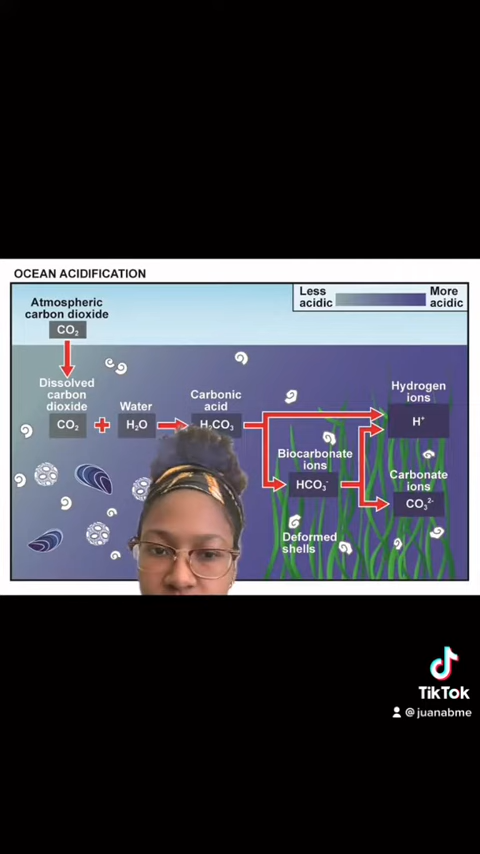 OCEAN ACIDIFICATION
Less acidic
More acidic
Atmospheric
carbon dioxide
CO₂
Dissolved
carbon
dioxide
CO₂
Water
H₂O
Carbonic
acid
H₂CO₃
Hydrogen
ions
H⁺
Biocarbonate
ions
HCO₃⁻
Carbonate
ions
CO₃²⁻
Deformed
shells
TikTok
@juanabme